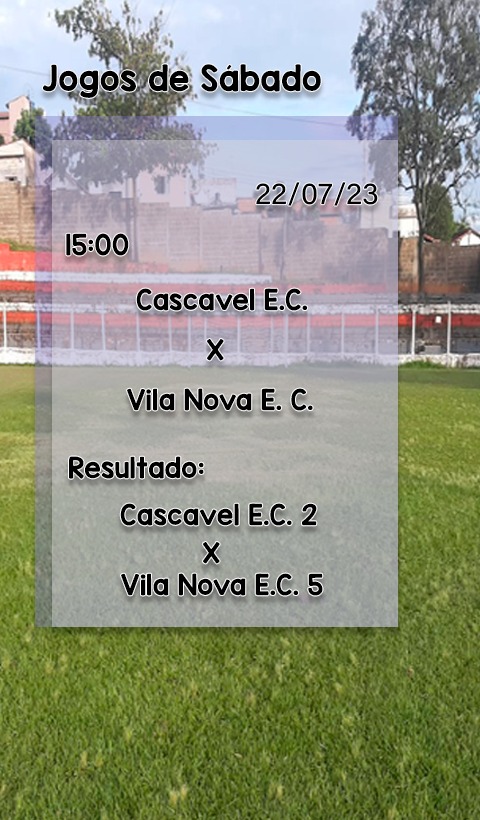 Jogos de Sábado
22/07/23
15:00
Cascavel E.C.
X
Vila Nova E. C.
Resultado:
Cascavel E.C. 2
X
Vila Nova E.C. 5